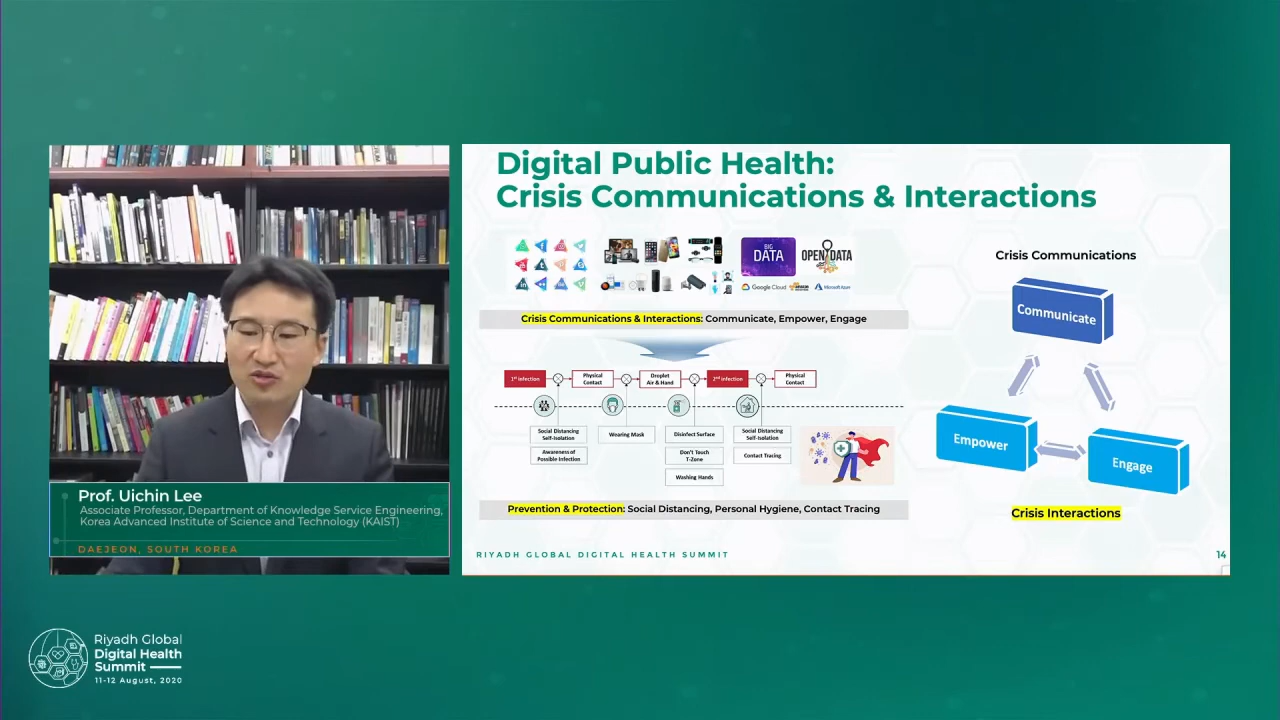 Digital Public Health:
Crisis Communications & Interactions
BIG
DATA
OPEN DATA
Google Cloud
Microsoft Azure
Crisis Communications & Interactions: Communicate, Empower, Engage
1st Infection
Physical
Contact
Droplet
Air & Hand
2nd Infection
Physical
Contact
Social Distancing
Self-Isolation
Wearing Mask
Disinfect Surface
Social Distancing
Self-Isolation
Awareness of
Possible Infection
Don't Touch
T-Zone
Contact Tracing
Washing Hands
Prevention & Protection: Social Distancing, Personal Hygiene, Contact Tracing
Crisis Communications
Communicate
Empower
Engage
Crisis Interactions
RIYADH GLOBAL DIGITAL HEALTH SUMMIT
14
Prof. Uichin Lee
Associate Professor, Department of Knowledge Service Engineering,
Korea Advanced Institute of Science and Technology (KAIST)
DAEJEON, SOUTH KOREA
Riyadh Global
Digital Health
Summit
11-12 August, 2020